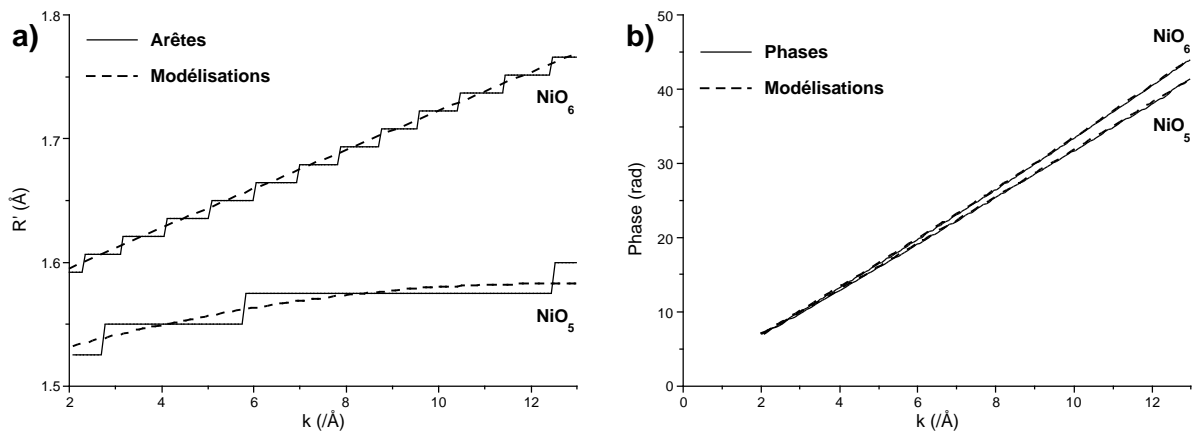 a)
Arêtes
Modélisations
NiO6
NiO5
R' (Å)
1.8
1.7
1.6
1.5
2 4 6 8 10 12
k (/Å)
b)
Phases
Modélisations
NiO6
NiO5
Phase (rad)
50
40
30
20
10
0
0 2 4 6 8 10 12
k (/Å)